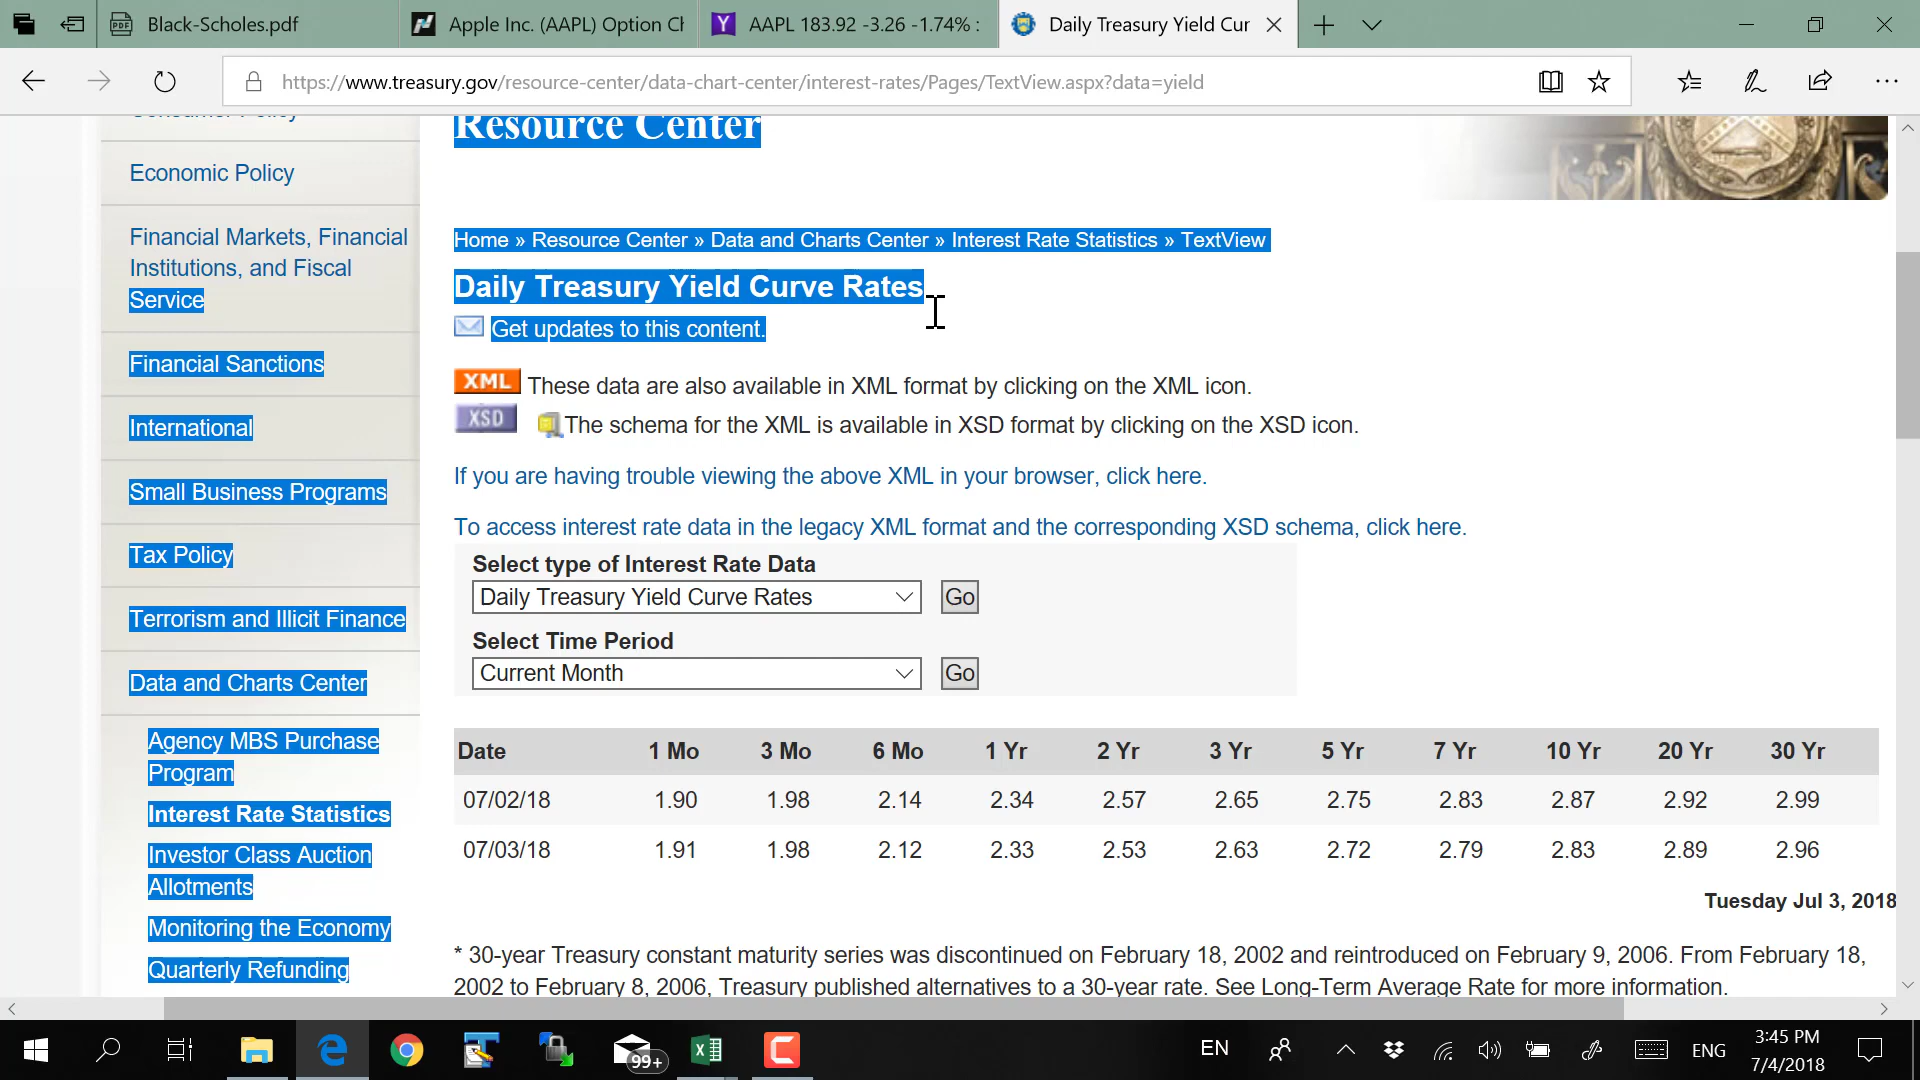 Black-Scholes.pdf
Apple Inc. (AAPL) Option Ch
AAPL 183.92 -3.26 -1.74% :
Daily Treasury Yield Cur
https://www.treasury.gov/resource-center/data-chart-center/interest-rates/Pages/TextView.aspx?data=yield
Consumer Policy
Economic Policy
Financial Markets, Financial
Institutions, and Fiscal
Service
Financial Sanctions
International
Small Business Programs
Tax Policy
Terrorism and Illicit Finance
Data and Charts Center
Agency MBS Purchase
Program
Interest Rate Statistics
Investor Class Auction
Allotments
Monitoring the Economy
Quarterly Refunding
Resource Center
Home » Resource Center » Data and Charts Center » Interest Rate Statistics » TextView
Daily Treasury Yield Curve Rates
Get updates to this content.
XML These data are also available in XML format by clicking on the XML icon.
XSD The schema for the XML is available in XSD format by clicking on the XSD icon.
If you are having trouble viewing the above XML in your browser, click here.
To access interest rate data in the legacy XML format and the corresponding XSD schema, click here.
Select type of Interest Rate Data
Daily Treasury Yield Curve Rates Go
Select Time Period
Current Month Go
Date 1 Mo 3 Mo 6 Mo 1 Yr 2 Yr 3 Yr 5 Yr 7 Yr 10 Yr 20 Yr 30 Yr
07/02/18 1.90 1.98 2.14 2.34 2.57 2.65 2.75 2.83 2.87 2.92 2.99
07/03/18 1.91 1.98 2.12 2.33 2.53 2.63 2.72 2.79 2.83 2.89 2.96
Tuesday Jul 3, 2018
* 30-year Treasury constant maturity series was discontinued on February 18, 2002 and reintroduced on February 9, 2006. From February 18,
2002 to February 8, 2006, Treasury published alternatives to a 30-year rate. See Long-Term Average Rate for more information.
99+
EN
ENG
3:45 PM
7/4/2018